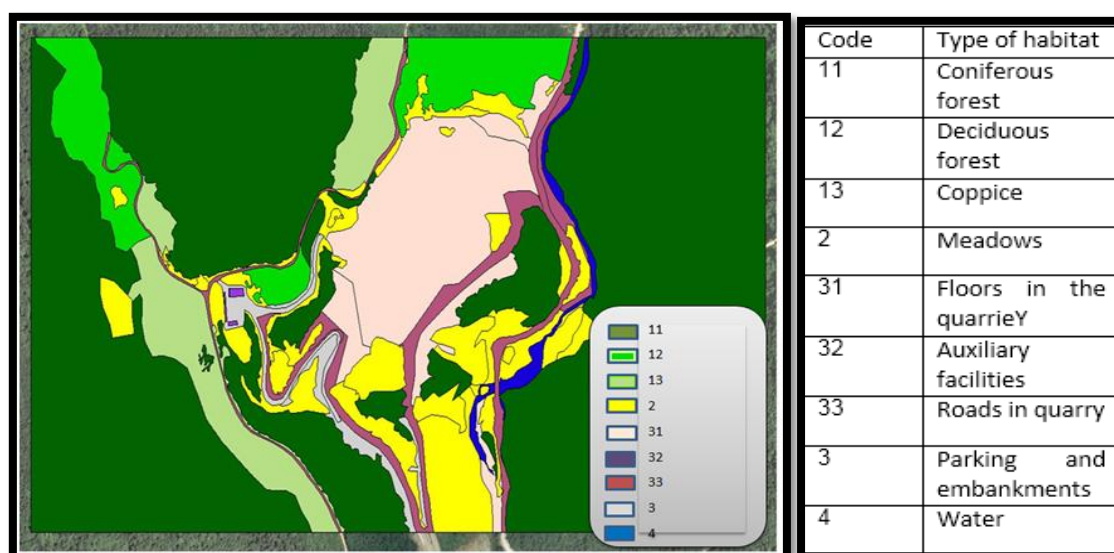 11
12
13
2
31
32
33
3
4
Code Type of habitat
11 Coniferous
forest
12 Deciduous
forest
13 Coppice
2 Meadows
31 Floors in the
quarrieY
32 Auxiliary
facilities
33 Roads in quarry
3 Parking and
embankments
4 Water